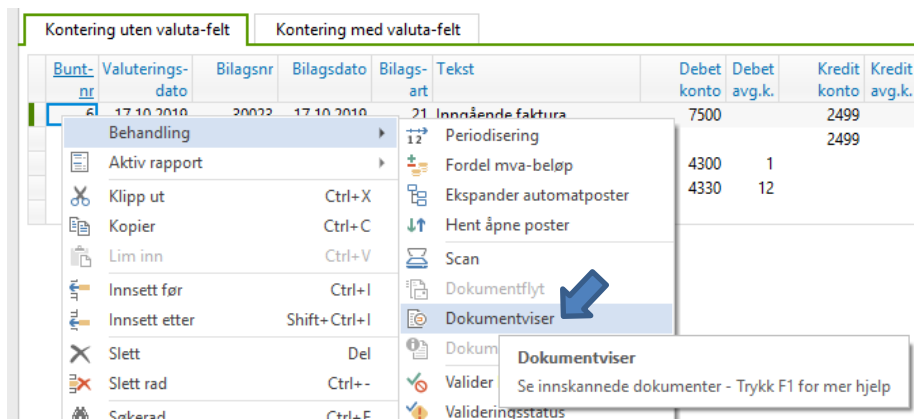 Kontering uten valuta-felt Kontering med valuta-felt
Bunt- Valuterings- Bilagsnr Bilagsdato Bilags- Tekst Debet Debet Kredit Kredit
nr dato art konto avg.k. konto avg.k.
6 17.10.2019 30023 17.10.2019 21 Inngående faktura 7500 2499
2499
4300 1
4330 12
Behandling
Aktiv rapport
Klipp ut Ctrl+X
Kopier Ctrl+C
Lim inn Ctrl+V
Innsett før Ctrl+I
Innsett etter Shift+Ctrl+I
Slett Del
Slett rad Ctrl+-
Søkerad Ctrl+F
Periodisering
Fordel mva-beløp
Ekspander automatposter
Hent åpne poster
Scan
Dokumentflyt
Dokumentviser
Dokum
Valider
Valideringsstatus
Dokumentviser
Se innskannede dokumenter - Trykk F1 for mer hjelp